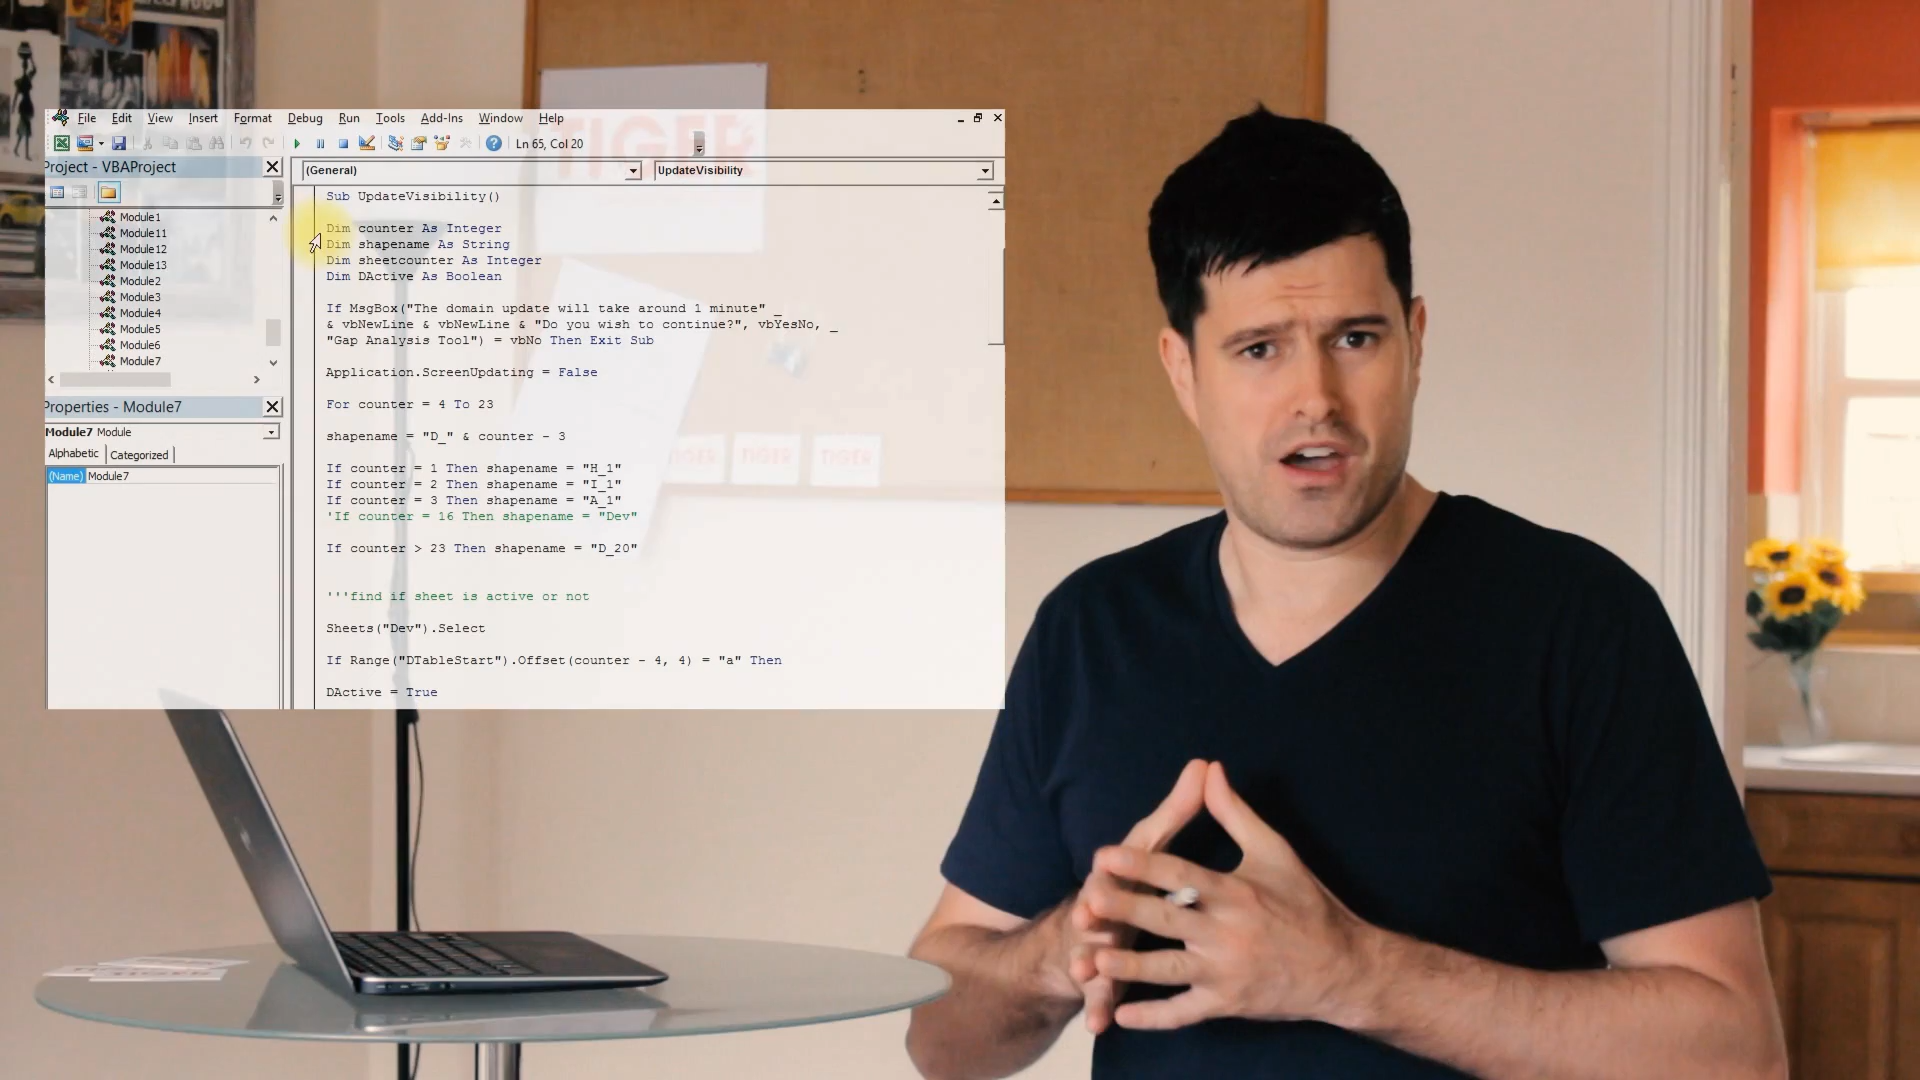 File Edit View Insert Format Debug Run Tools Add-Ins Window Help
Ln 65, Col 20
Project - VBAProject
(General) UpdateVisibility
Module1
Module11
Module12
Module13
Module2
Module3
Module4
Module5
Module6
Module7
Properties - Module7
Module7 Module
Alphabetic Categorized
(Name) Module7
Sub UpdateVisibility()
Dim counter As Integer
Dim shapename As String
Dim sheetcounter As Integer
Dim DActive As Boolean
If MsgBox("The domain update will take around 1 minute" _
& vbNewLine & vbNewLine & "Do you wish to continue?", vbYesNo, _
"Gap Analysis Tool") = vbNo Then Exit Sub
Application.ScreenUpdating = False
For counter = 4 To 23
shapename = "D_" & counter - 3
If counter = 1 Then shapename = "H_1"
If counter = 2 Then shapename = "I_1"
If counter = 3 Then shapename = "A_1"
'If counter = 16 Then shapename = "Dev"
If counter > 23 Then shapename = "D_20"
'''find if sheet is active or not
Sheets("Dev").Select
If Range("DTableStart").Offset(counter - 4, 4) = "a" Then
DActive = True
TIGER
TIGER TIGER TIGER